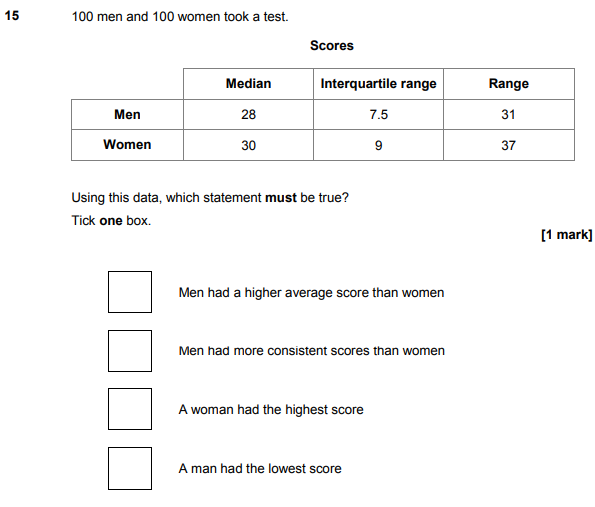 15 100 men and 100 women took a test.
Scores
Median Interquartile range Range
Men 28 7.5 31
Women 30 9 37
Using this data, which statement must be true?
Tick one box.
[1 mark]
Men had a higher average score than women
Men had more consistent scores than women
A woman had the highest score
A man had the lowest score